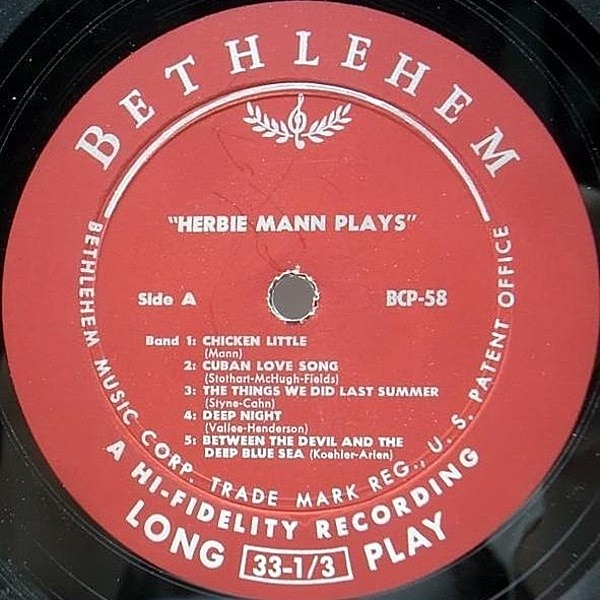 BETHLEHEM
"HERBIE MANN PLAYS"
Side A
BCP-58
Band 1: CHICKEN LITTLE
(Mann)
2: CUBAN LOVE SONG
(Stothart-McHugh-Fields)
3: THE THINGS WE DID LAST SUMMER
(Styne-Cahn)
4: DEEP NIGHT
(Vallee-Henderson)
5: BETWEEN THE DEVIL AND THE
DEEP BLUE SEA (Koehler-Arlen)
BETHLEHEM MUSIC CORP. TRADE MARK REG., U. S. PATENT OFFICE
A HI-FIDELITY RECORDING
LONG 33-1/3 PLAY